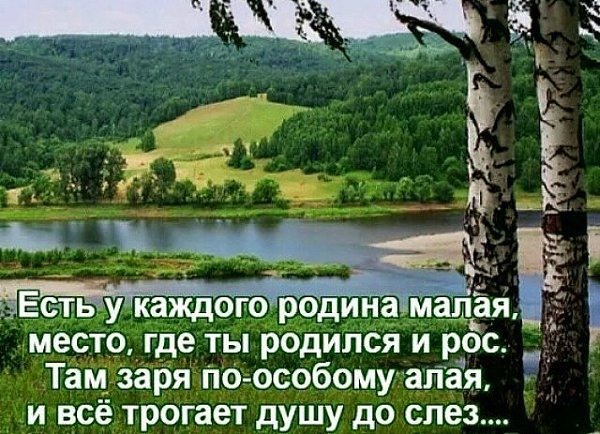 Есть у каждого родина малая,
место, где ты родился и рос.
Там заря по-особому алая,
и всё трогает душу до слез....